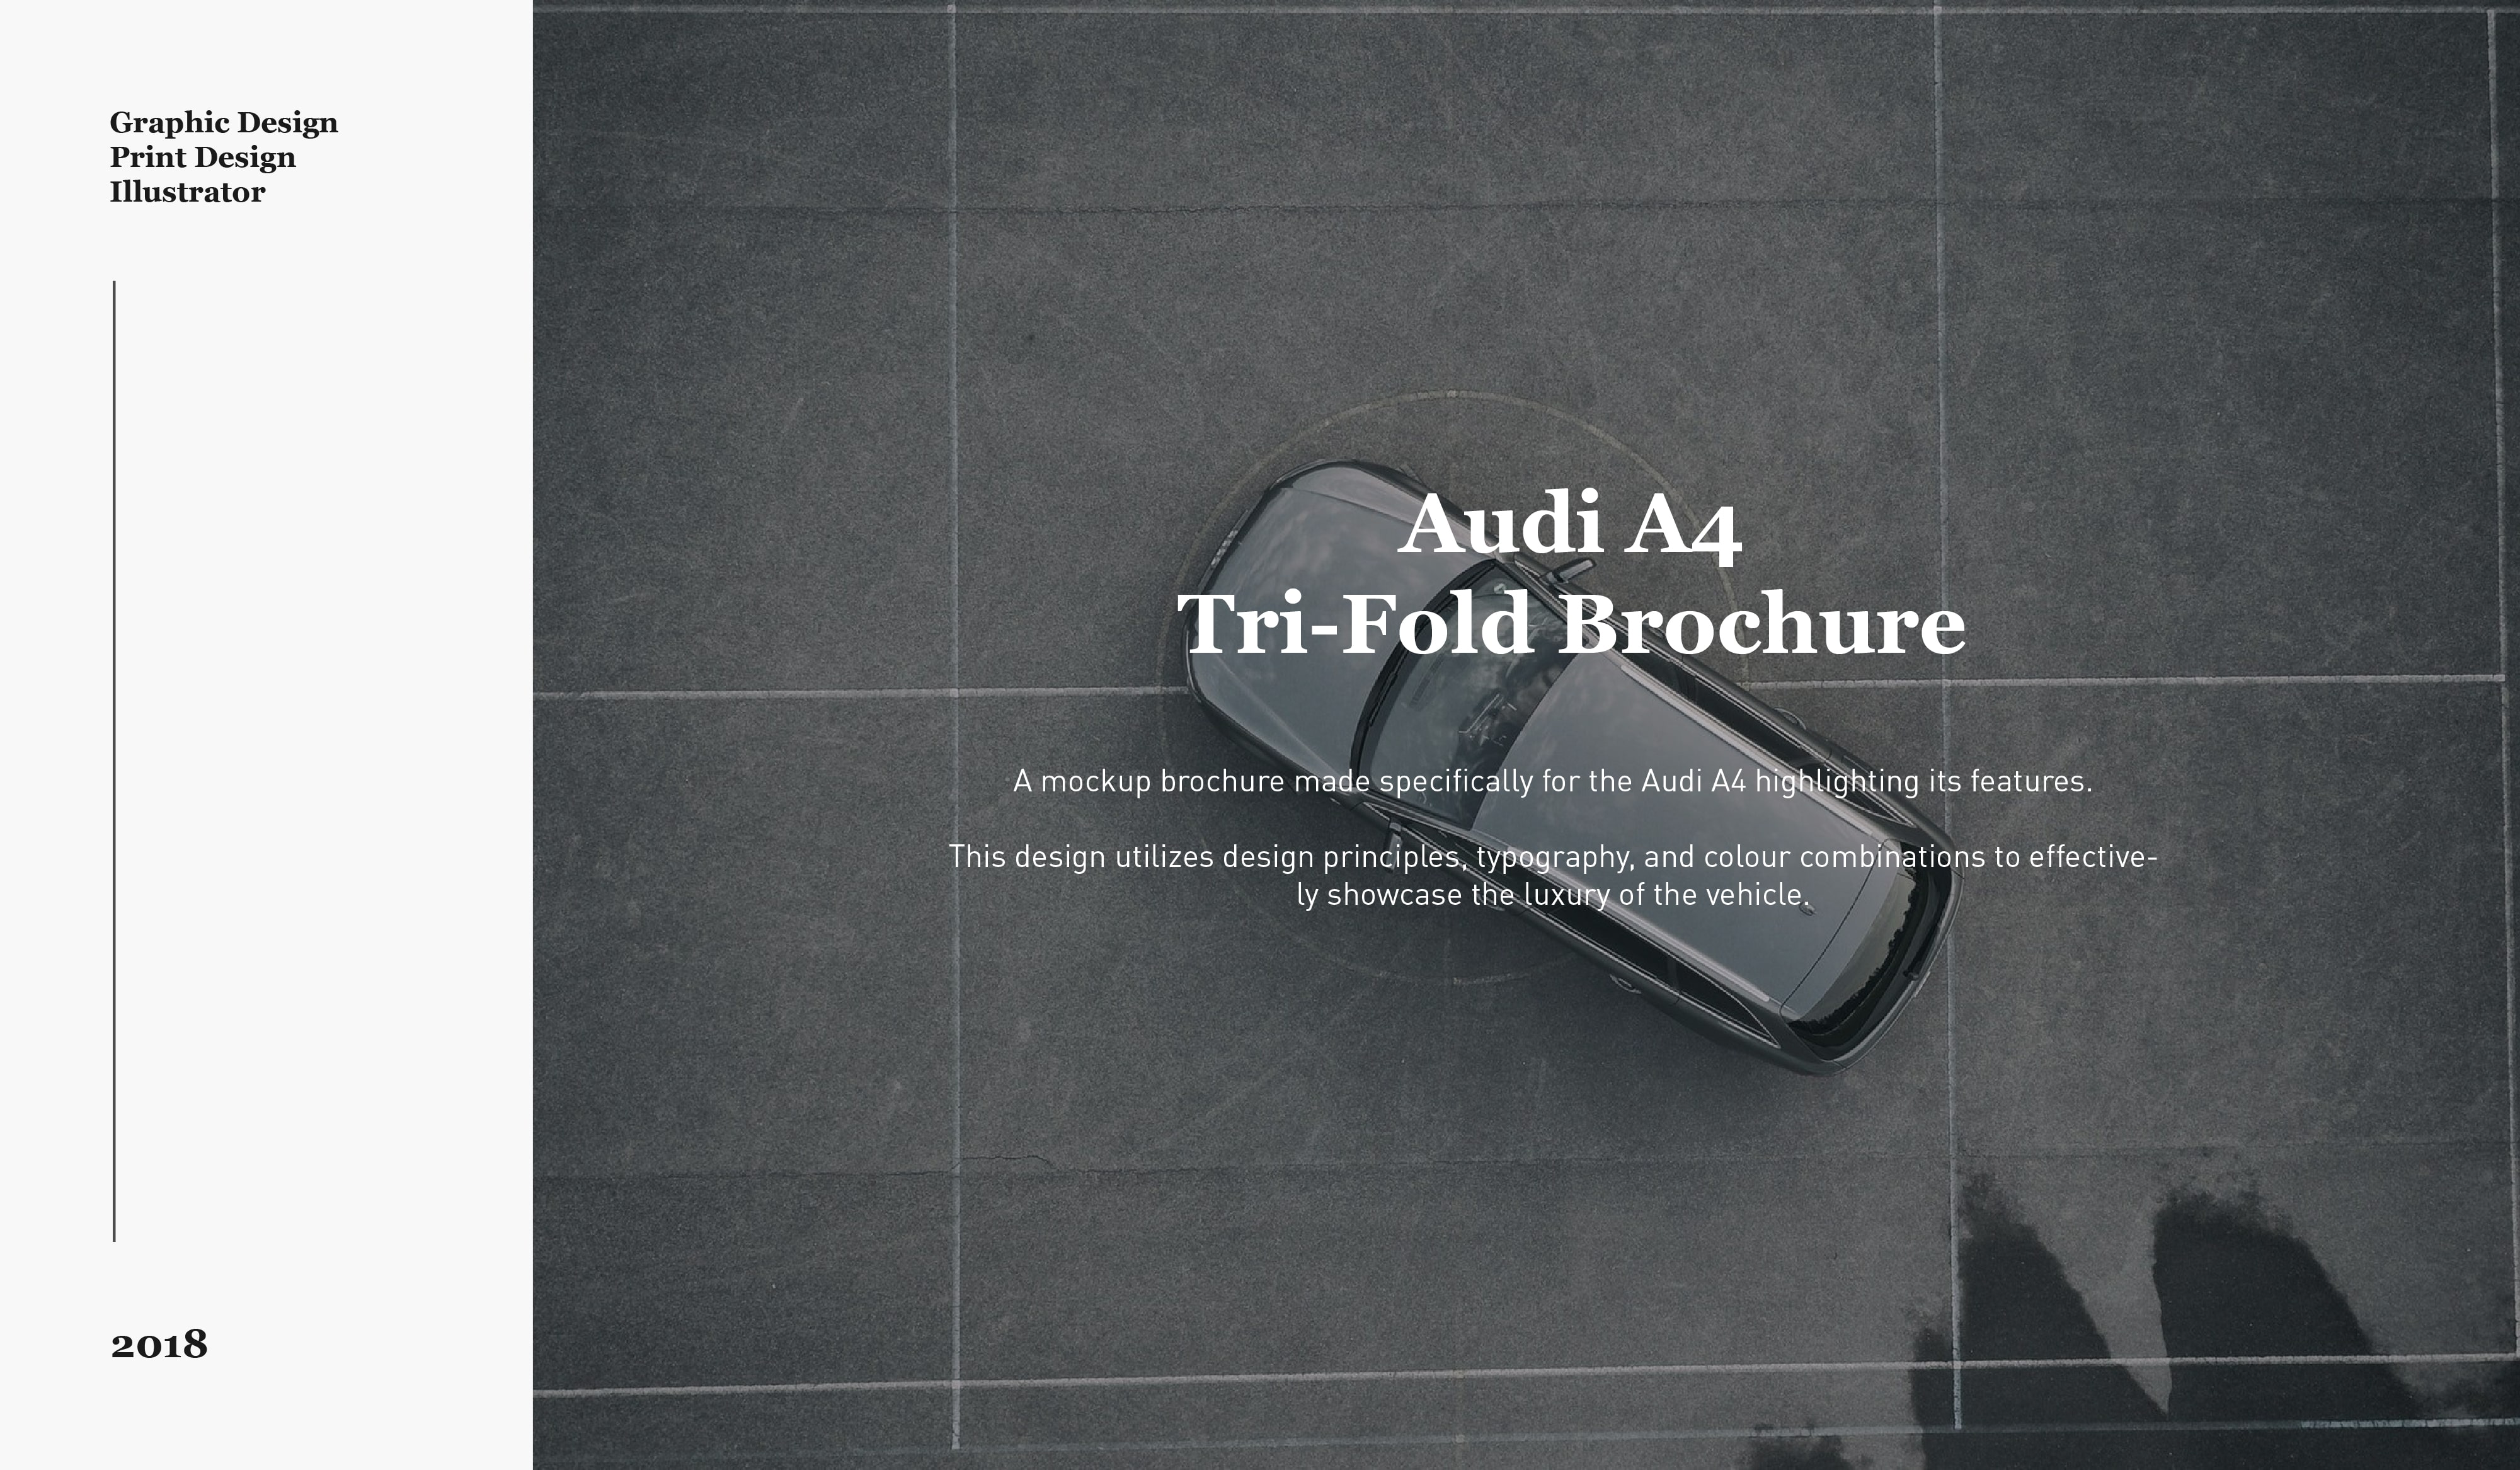 Graphic Design
Print Design
Illustrator
2018
Audi A4
Tri-Fold Brochure
A mockup brochure made specifically for the Audi A4 highlighting its features.
This design utilizes design principles, typography, and colour combinations to effective-
ly showcase the luxury of the vehicle.